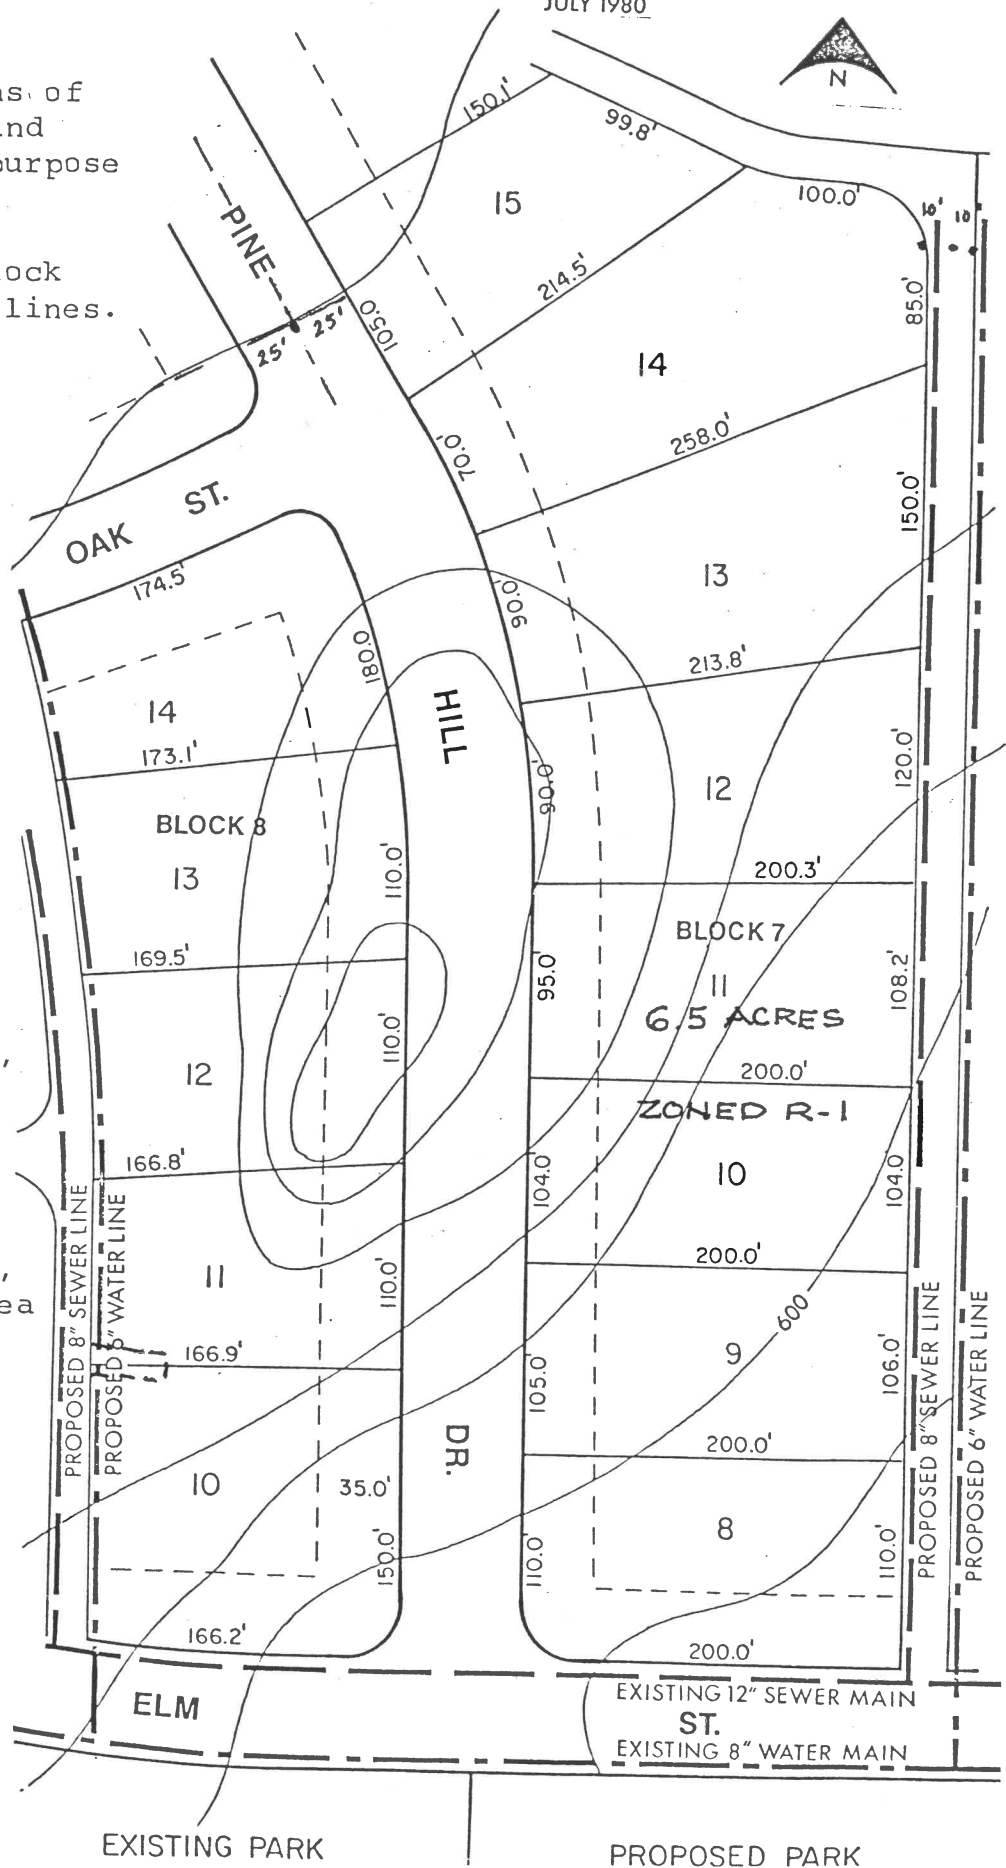 JULY 1980
N
of
and
purpose
lines.
150.1'
99.8'
15
100.0'
10' 10
PINE
214.5'
85.0'
25' 25'
105.0
14
70.0'
258.0'
OAK ST.
150.0'
174.5'
13
90.0'
180.0
213.8'
HILL
14
173.1'
120.0'
12
90.0'
BLOCK 8
13
110.0'
200.3'
BLOCK 7
169.5'
95.0'
11
108.2'
6.5 ACRES
110.0'
12
200.0'
ZONED R-1
166.8'
104.0'
10
104.0'
200.0'
11
110.0'
PROPOSED 8" SEWER LINE
PROPOSED 6" WATER LINE
600
166.9'
105.0
9
106.0'
DR.
200.0'
10
35.0'
150.0'
110.0'
8
110.0'
PROPOSED 8" SEWER LINE
PROPOSED 6" WATER LINE
166.2'
200.0'
EXISTING 12" SEWER MAIN
ELM ST.
EXISTING 8" WATER MAIN
EXISTING PARK
PROPOSED PARK